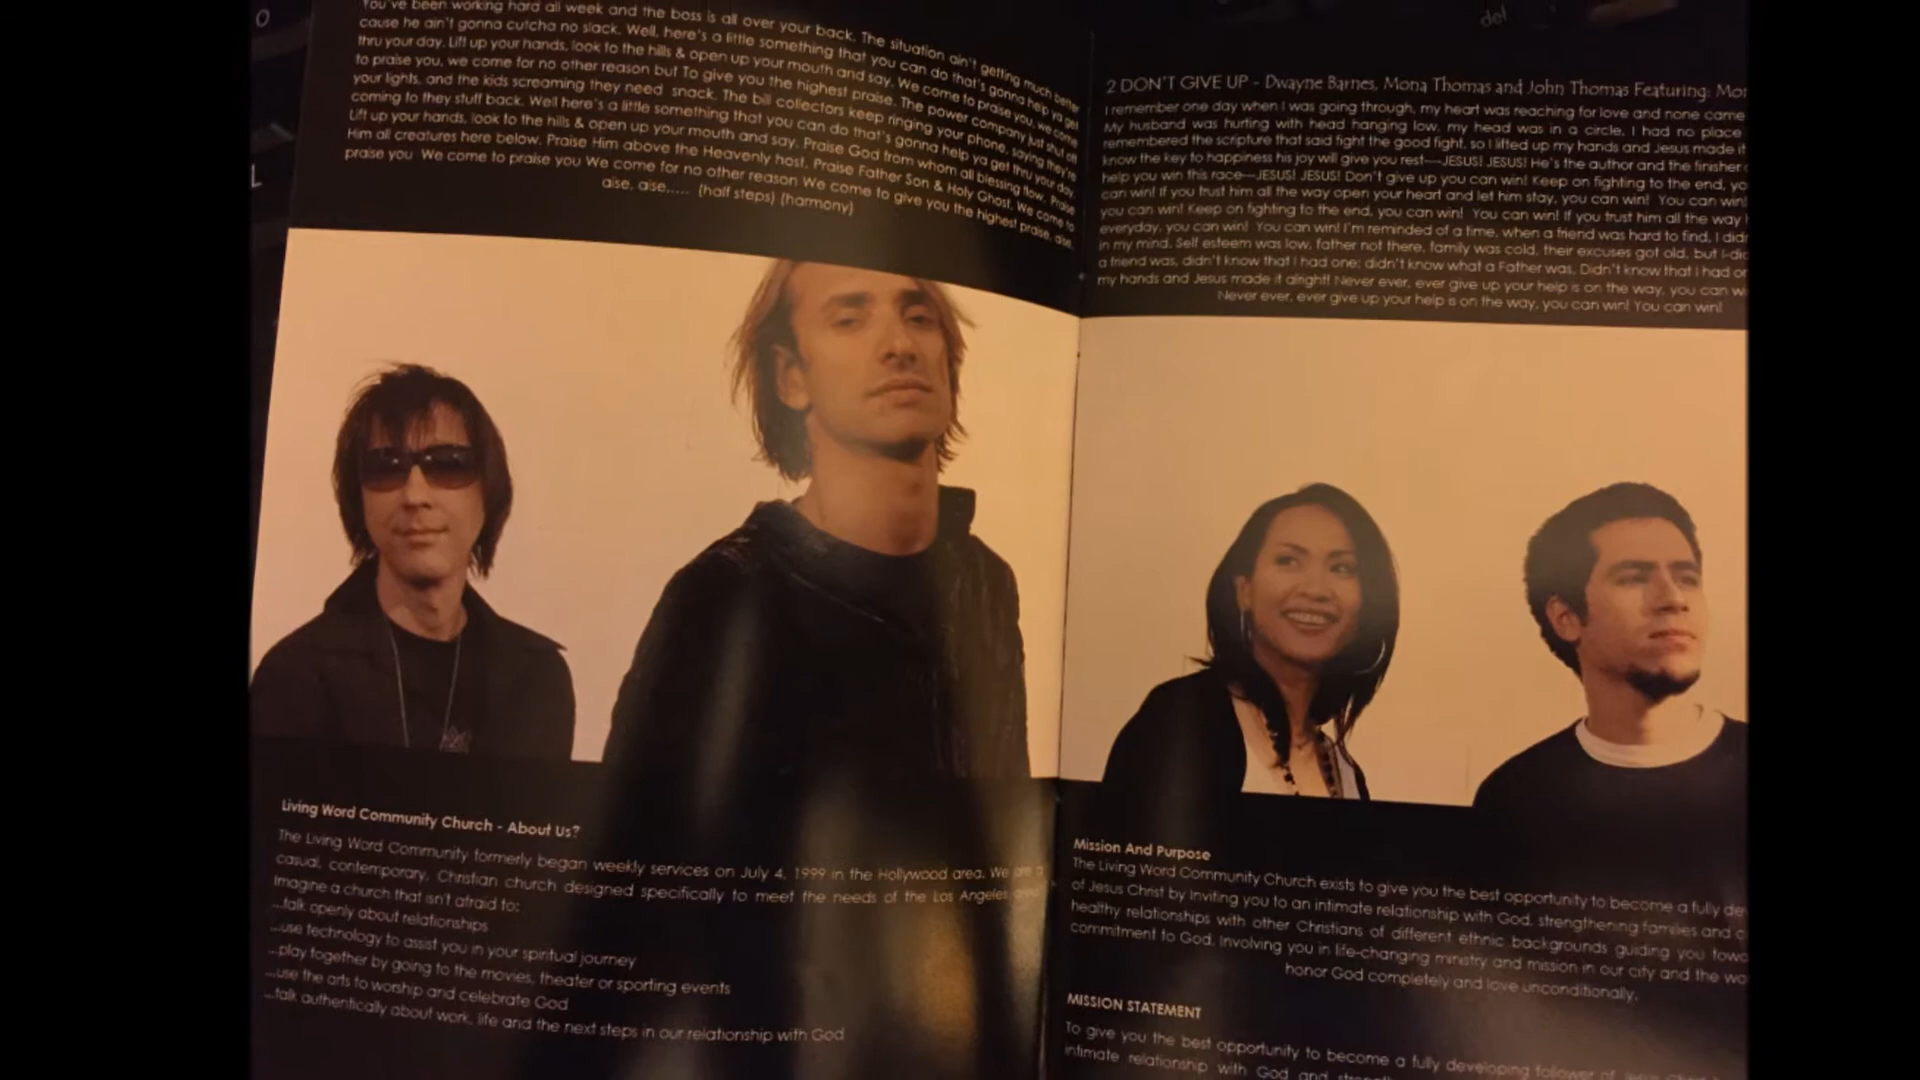 You've been working hard all week and the boss is all over your back. The situation ain't getting much better
cause he ain't gonna cutcha no slack. Well, here's a little something that you can do that's gonna help ya get
thru your day. Lift up your hands, look to the hills & open up your mouth and say. We come to praise you, we come
to praise you, we come for no other reason but To give you the highest praise. The power company just shut off
your lights, and the kids screaming they need snack. The bill collectors keep ringing your phone, saying they're
coming to they stuff back. Well here's a little something that you can do that's gonna help ya get thru your day.
Lift up your hands, look to the hills & open up your mouth and say. Praise God from whom all blessing flow. Praise
Him all creatures here below. Praise Him above the Heavenly host. Praise Father Son & Holy Ghost. We come to
praise you We come to praise you We come for no other reason We come to give you the highest praise, aise,
aise, aise..... (half steps) (harmony)
Living Word Community Church - About Us?
The Living Word Community formerly began weekly services on July 4, 1999 in the Hollywood area. We are a
casual, contemporary, Christian church designed specifically to meet the needs of the Los Angeles
Imagine a church that isn't afraid to:
...talk openly about relationships
...use technology to assist you in your spiritual journey
...play together by going to the movies, theater or sporting events
...use the arts to worship and celebrate God
...talk authentically about work, life and the next steps in our relationship with God
del
2 DON'T GIVE UP - Dwayne Barnes, Mona Thomas and John Thomas Featuring: Mo
I remember one day when I was going through, my heart was reaching for love and none came
My husband was hurting with head hanging low, my head was in a circle, I had no place
remembered the scripture that said fight the good fight, so I lifted up my hands and Jesus made it
know the key to happiness his joy will give you rest—JESUS! JESUS! He's the author and the finisher
help you win this race—JESUS! JESUS! Don't give up you can win! Keep on fighting to the end, yo
can win! If you trust him all the way open your heart and let him stay, you can win! You can win!
you can win! Keep on fighting to the end, you can win! You can win! If you trust him all the way
everyday, you can win! You can win! I'm reminded of a time, when a friend was hard to find, I did
in my mind. Self esteem was low, father not there, family was cold, their excuses got old, but I-di
a friend was, didn't know that I had one; didn't know what a Father was. Didn't know that I had o
my hands and Jesus made it alright! Never ever, ever give up your help is on the way, you can w
Never ever, ever give up your help is on the way, you can win! You can win!
Mission And Purpose
The Living Word Community Church exists to give you the best opportunity to become a fully de
of Jesus Christ by inviting you to an intimate relationship with God, strengthening families and
healthy relationships with other Christians of different ethnic backgrounds guiding you towa
commitment to God. Involving you in life-changing ministry and mission in our city and the wo
honor God completely and love unconditionally.
MISSION STATEMENT
To give you the best opportunity to become a fully developing follower of
intimate relationship with God and